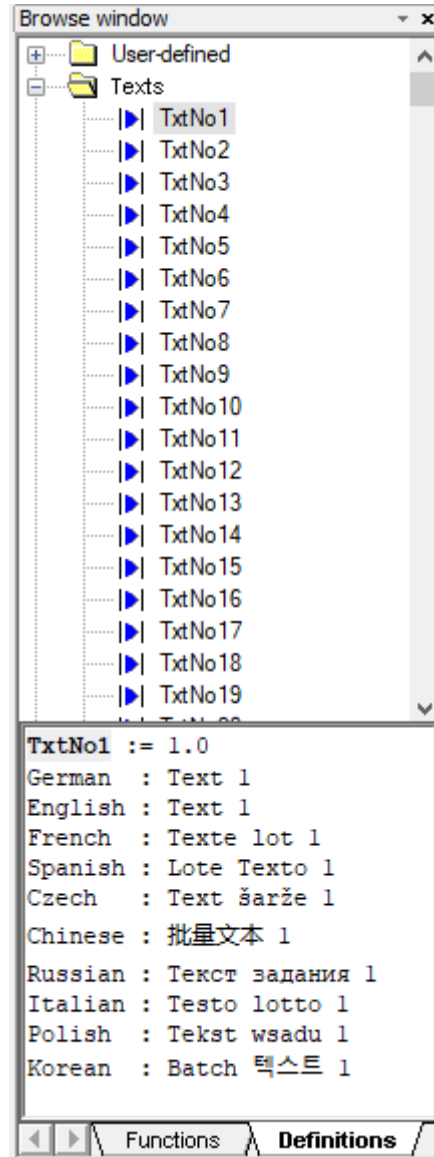 Browse window
User-defined
Texts
TxtNo1
TxtNo2
TxtNo3
TxtNo4
TxtNo5
TxtNo6
TxtNo7
TxtNo8
TxtNo9
TxtNo10
TxtNo11
TxtNo12
TxtNo13
TxtNo14
TxtNo15
TxtNo16
TxtNo17
TxtNo18
TxtNo19
TxtNo1 := 1.0
German : Text 1
English : Text 1
French : Texte lot 1
Spanish : Lote Texto 1
Czech : Text šarže 1
Chinese : 批量文本 1
Russian : Текст задания 1
Italian : Testo lotto 1
Polish : Tekst wsadu 1
Korean : Batch 텍스트 1
Functions Definitions